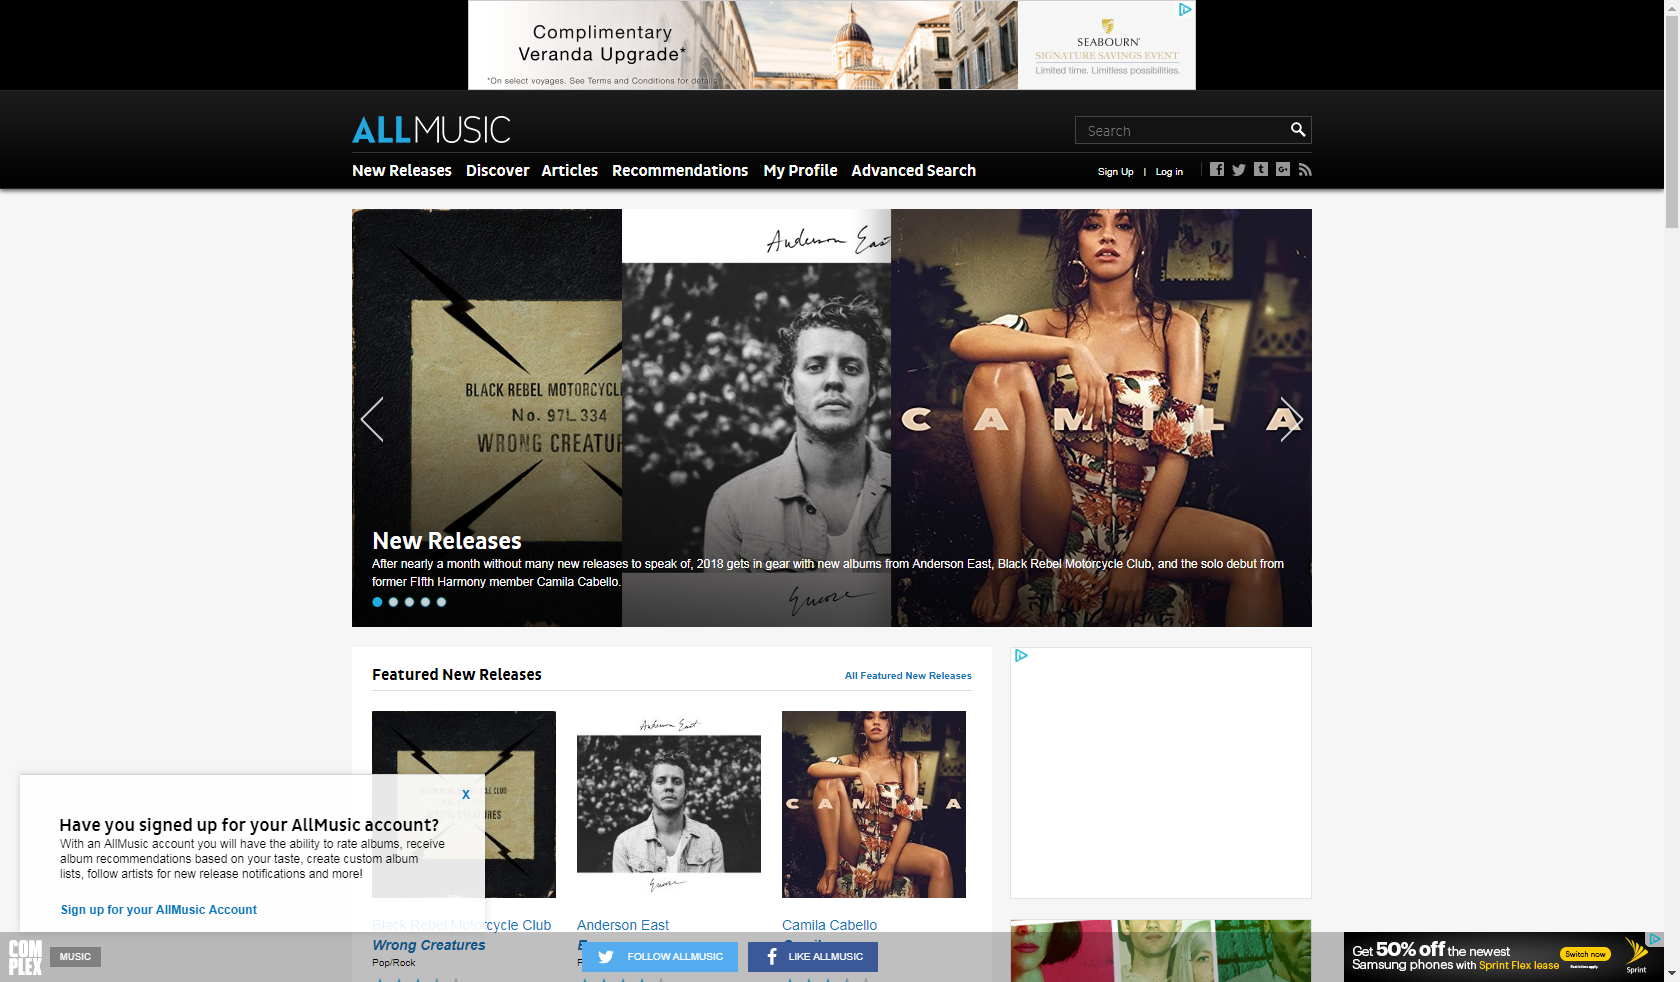 Complimentary
Veranda Upgrade*
*On select voyages. See Terms and Conditions for details.
SEABOURN
SIGNATURE SAVINGS EVENT
Limited time. Limitless possibilities.
ALLMUSIC
Search
New Releases
Discover
Articles
Recommendations
My Profile
Advanced Search
Sign Up | Log in
BLACK REBEL MOTORCYCL
No. 97L 334
WRONG CREATUR
Anderson Eas
Encore
CAMILA
New Releases
After nearly a month without many new releases to speak of, 2018 gets in gear with new albums from Anderson East, Black Rebel Motorcycle Club, and the solo debut from
former FIfth Harmony member Camila Cabello.
Featured New Releases
All Featured New Releases
Anderson East
Encore
CAMILA
X
Have you signed up for your AllMusic account?
With an AllMusic account you will have the ability to rate albums, receive
album recommendations based on your taste, create custom album
lists, follow artists for new release notifications and more!
Sign up for your AllMusic Account
Black Rebel Motorcycle Club
Wrong Creatures
Pop/Rock
Anderson East
Camila Cabello
COMPLEX
MUSIC
FOLLOW ALLMUSIC
LIKE ALLMUSIC
Get 50% off the newest
Samsung phones with Sprint Flex lease
Switch now
Restrictions apply
Sprint